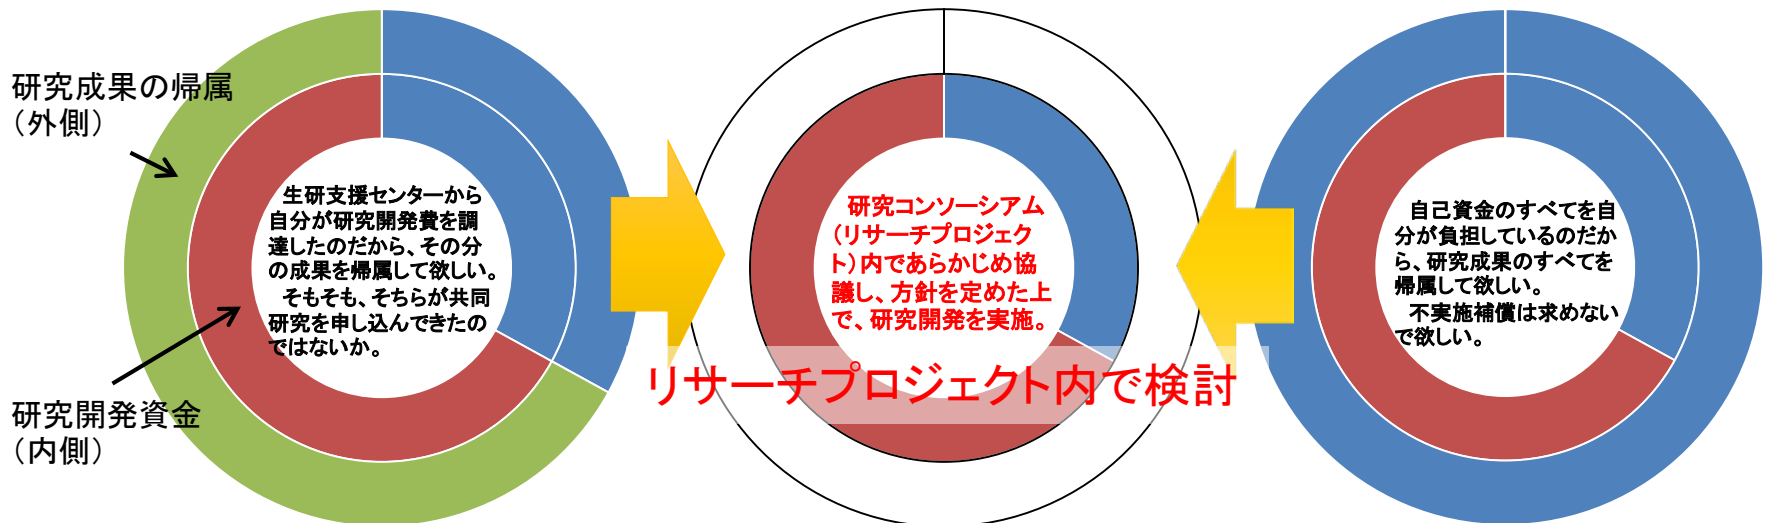 研究成果の帰属
（外側）
研究開発資金
（内側）
生研支援センターから
自分が研究開発費を調
達したのだから、その分
の成果を帰属して欲しい。
そもそも、そちらが共同
研究を申し込んできたの
ではないか。
研究コンソーシアム
（リサーチプロジェク
ト）内であらかじめ協
議し、方針を定めた上
で、研究開発を実施。
リサーチプロジェクト内で検討
自己資金のすべてを自
分が負担しているのだか
ら、研究成果のすべてを
帰属して欲しい。
不実施補償は求めない
で欲しい。